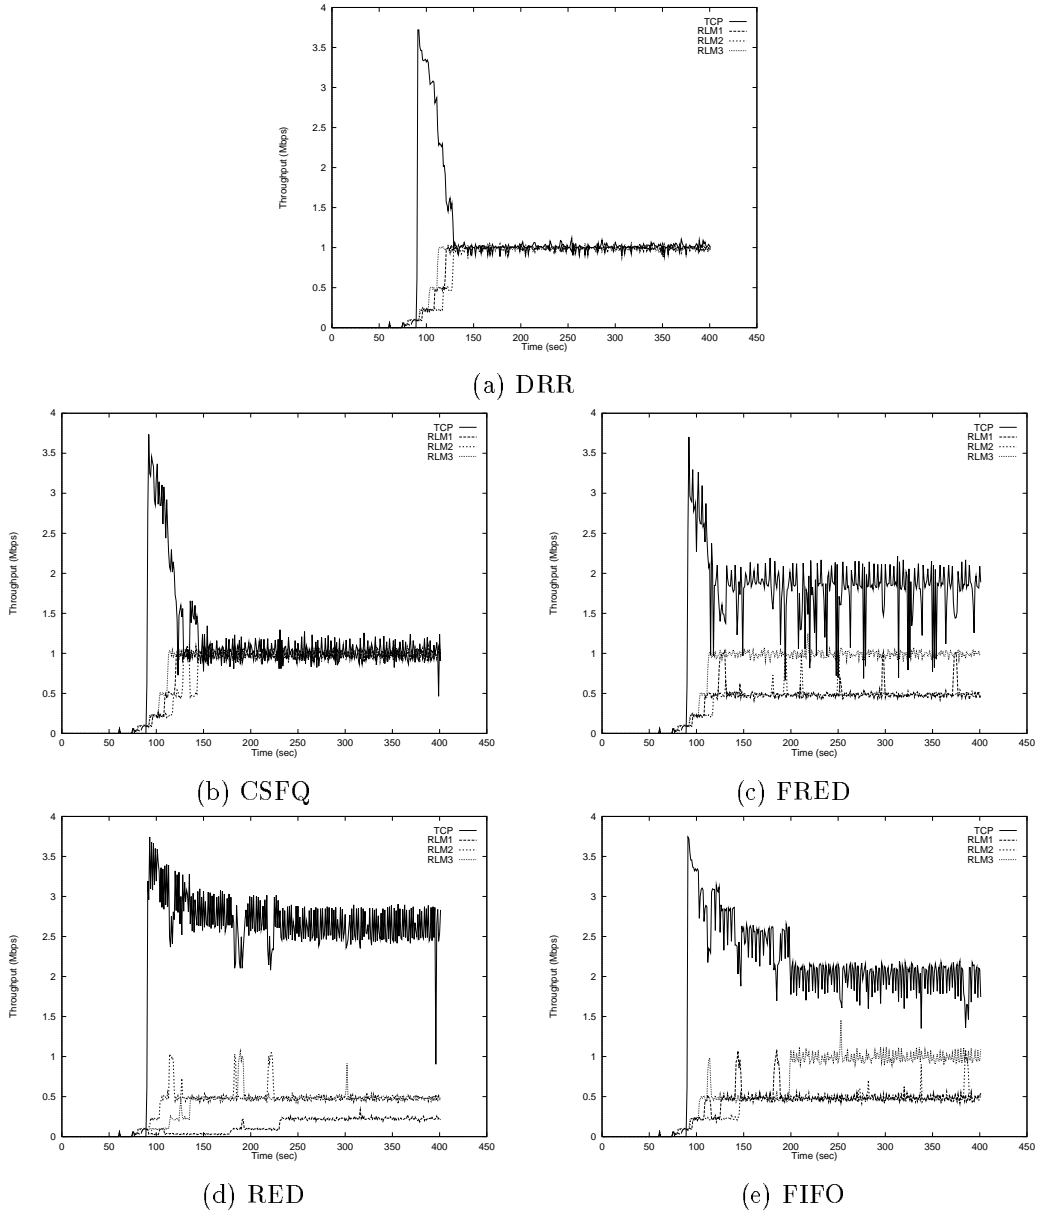 4
3.5
3
2.5
2
1.5
1
0.5
0
Throughput (Mbps)
TCP
RLM1
RLM2
RLM3
0 50 100 150 200 250 300 350 400 450
Time (sec)
(a) DRR
4
3.5
3
2.5
2
1.5
1
0.5
0
Throughput (Mbps)
TCP
RLM1
RLM2
RLM3
0 50 100 150 200 250 300 350 400 450
Time (sec)
(b) CSFQ
4
3.5
3
2.5
2
1.5
1
0.5
0
Throughput (Mbps)
TCP
RLM1
RLM2
RLM3
0 50 100 150 200 250 300 350 400 450
Time (sec)
(c) FRED
4
3.5
3
2.5
2
1.5
1
0.5
0
Throughput (Mbps)
TCP
RLM1
RLM2
RLM3
0 50 100 150 200 250 300 350 400 450
Time (sec)
(d) RED
4
3.5
3
2.5
2
1.5
1
0.5
0
Throughput (Mbps)
TCP
RLM1
RLM2
RLM3
0 50 100 150 200 250 300 350 400 450
Time (sec)
(e) FIFO